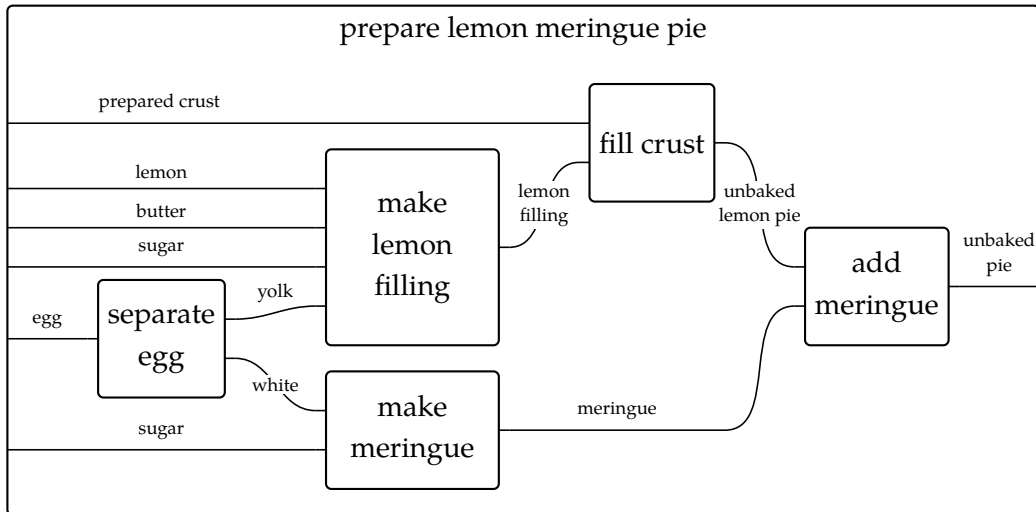 prepare lemon meringue pie
prepared crust
fill crust
lemon
butter
sugar
make
lemon
filling
lemon
filling
unbaked
lemon pie
add
meringue
unbaked
pie
egg
separate
egg
yolk
white
sugar
make
meringue
meringue